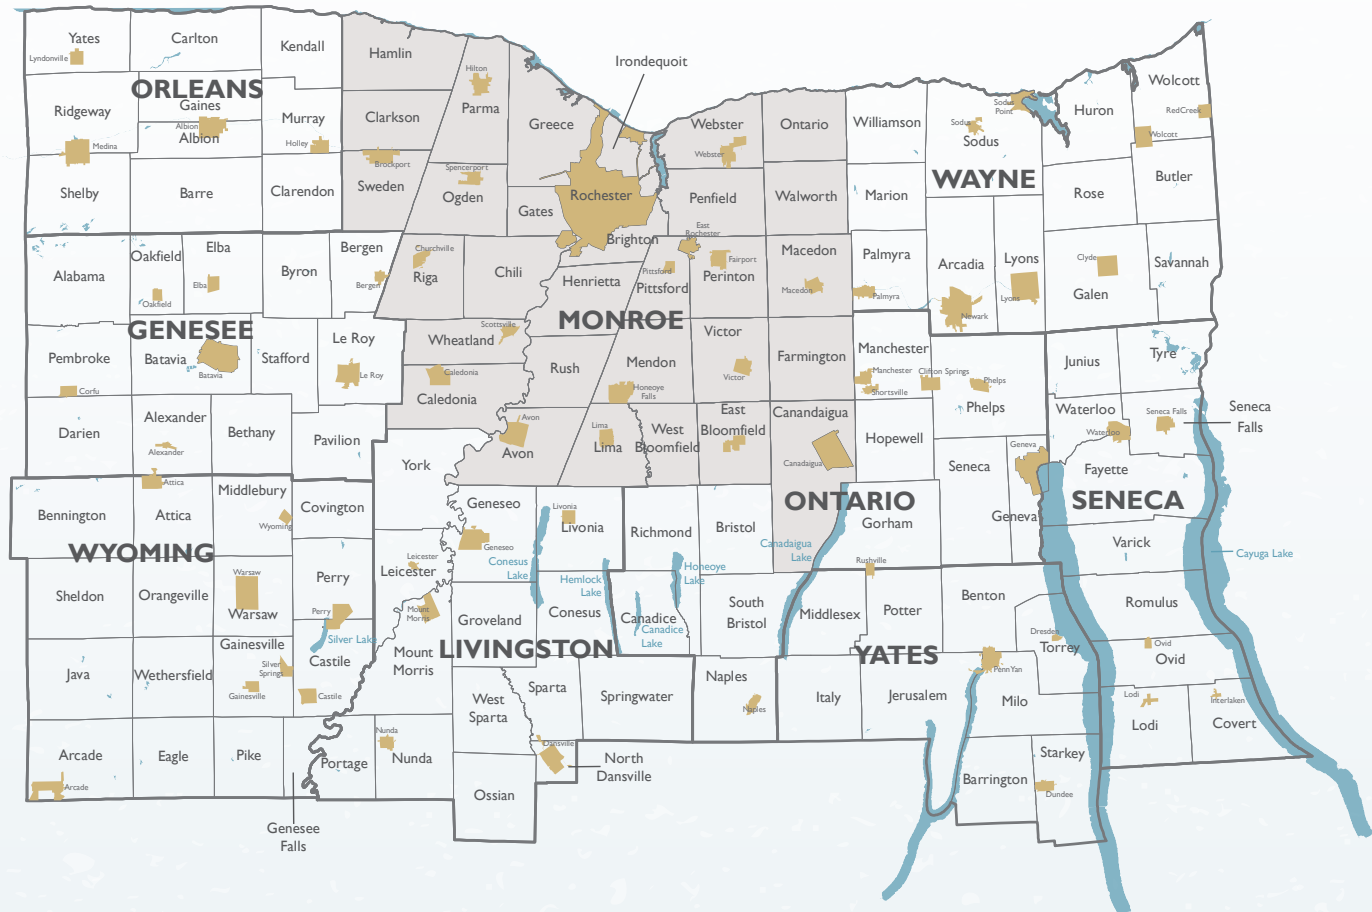 Yates
Lyndonville
Carlton
Kendall
Hamlin
Hilton
Parma
Irondequoit
ORLEANS
Ridgeway
Gaines
Albion
Albion
Medina
Murray
Holley
Clarkson
Greece
Webster
Webster
Ontario
Williamson
Sodus
Point
Sodus
Sodus
Huron
Wolcott
RedCreek
Wolcott
Shelby
Barre
Clarendon
Brockport
Sweden
Spencerport
Ogden
Gates
Rochester
Penfield
Walworth
Marion
WAYNE
Rose
Butler
Alabama
Oakfield
Oakfield
Elba
Elba
Byron
Bergen
Bergen
Churchville
Riga
Chili
Brighton
Henrietta
East
Rochester
Pittsford
Pittsford
Fairport
Perinton
Macedon
Macedon
Palmyra
Palmyra
Arcadia
Newark
Lyons
Lyons
Clyde
Galen
Savannah
GENESEE
MONROE
Pembroke
Corfu
Batavia
Batavia
Stafford
Le Roy
Le Roy
Wheatland
Scottsville
Caledonia
Caledonia
Rush
Mendon
Honeoye
Falls
Victor
Victor
Farmington
Manchester
Manchester
Shortsville
Clifton Springs
Phelps
Phelps
Junius
Tyre
Darien
Alexander
Alexander
Bethany
Pavilion
Avon
Avon
Lima
Lima
West
Bloomfield
East
Bloomfield
Canandaigua
Canadaigua
Hopewell
Seneca
Geneva
Geneva
Waterloo
Waterloo
Seneca Falls
Seneca
Falls
Fayette
York
Attica
Attica
Bennington
Middlebury
Wyoming
Covington
Geneseo
Geneseo
Livonia
Livonia
Richmond
Bristol
ONTARIO
Gorham
SENECA
Varick
WYOMING
Leicester
Leicester
Conesus
Lake
Hemlock
Lake
Honeoye
Lake
Canadaigua
Lake
Rushville
Cayuga Lake
Sheldon
Orangeville
Warsaw
Warsaw
Perry
Perry
Silver Lake
Mount
Morris
Mount
Morris
Groveland
Conesus
Canadice
Canadice
Lake
South
Bristol
Middlesex
Potter
Benton
Dresden
Torrey
Romulus
Ovid
Ovid
LIVINGSTON
YATES
Java
Wethersfield
Gainesville
Gainesville
Silver
Springs
Castile
Castile
West
Sparta
Sparta
Springwater
Naples
Naples
Italy
Jerusalem
Penn Yan
Milo
Lodi
Lodi
Interlaken
Covert
Arcade
Arcade
Eagle
Pike
Genesee
Falls
Portage
Nunda
Nunda
Dansville
North
Dansville
Ossian
Barrington
Starkey
Dundee